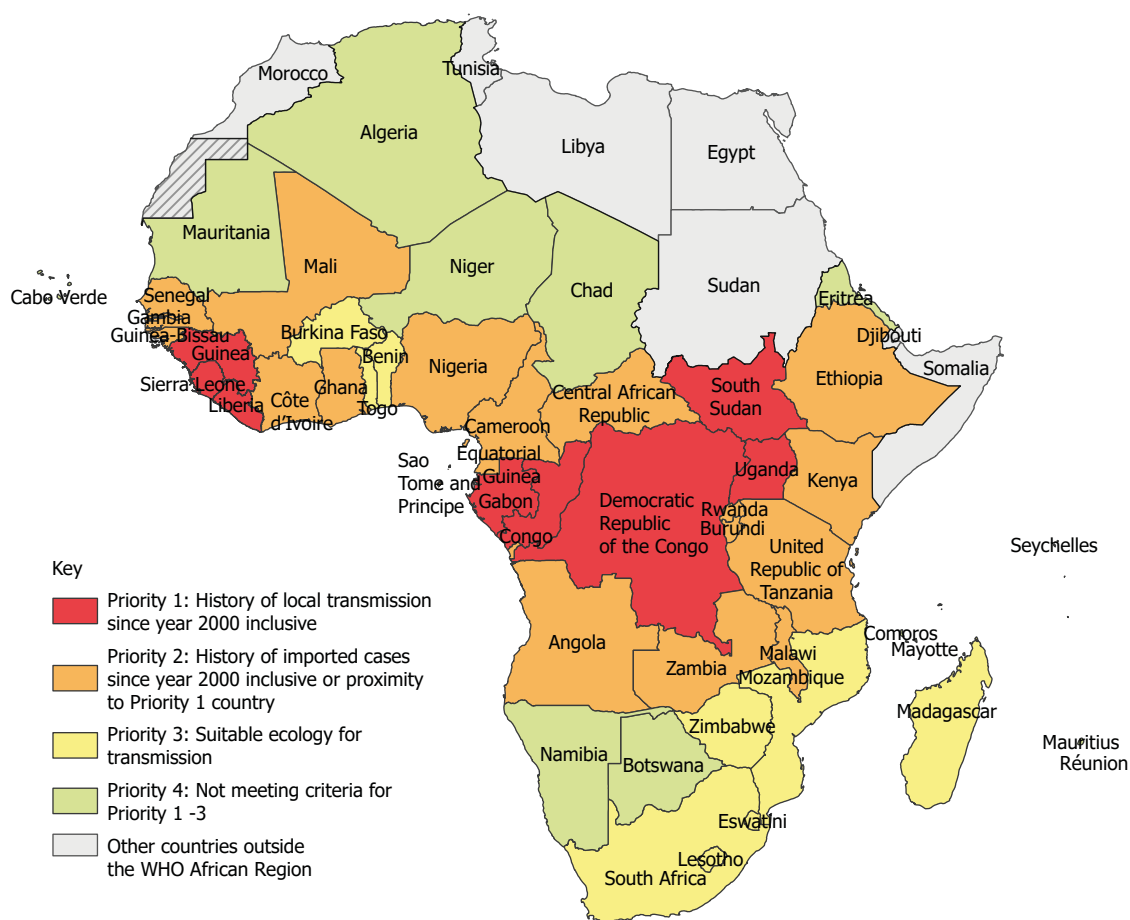 Morocco
Tunisia
Algeria
Libya
Egypt
Mauritania
Mali
Niger
Chad
Sudan
Eritrea
Cabo Verde
Senegal
Gambia
Guinea-Bissau
Guinea
Burkina Faso
Benin
Nigeria
Djibouti
Somalia
Ethiopia
Sierra Leone
Liberia
Côte
d'Ivoire
Ghana
Togo
Central African
Republic
South
Sudan
Cameroon
Equatorial
Guinea
Sao
Tome and
Principe
Gabon
Congo
Democratic
Republic
of the Congo
Uganda
Kenya
Rwanda
Burundi
United
Republic of
Tanzania
Seychelles
Angola
Zambia
Malawi
Mozambique
Comoros
Mayotte
Madagascar
Mauritius
Réunion
Zimbabwe
Namibia
Botswana
Eswatini
Lesotho
South Africa
Key
Priority 1: History of local transmission
since year 2000 inclusive
Priority 2: History of imported cases
since year 2000 inclusive or proximity
to Priority 1 country
Priority 3: Suitable ecology for
transmission
Priority 4: Not meeting criteria for
Priority 1 -3
Other countries outside
the WHO African Region